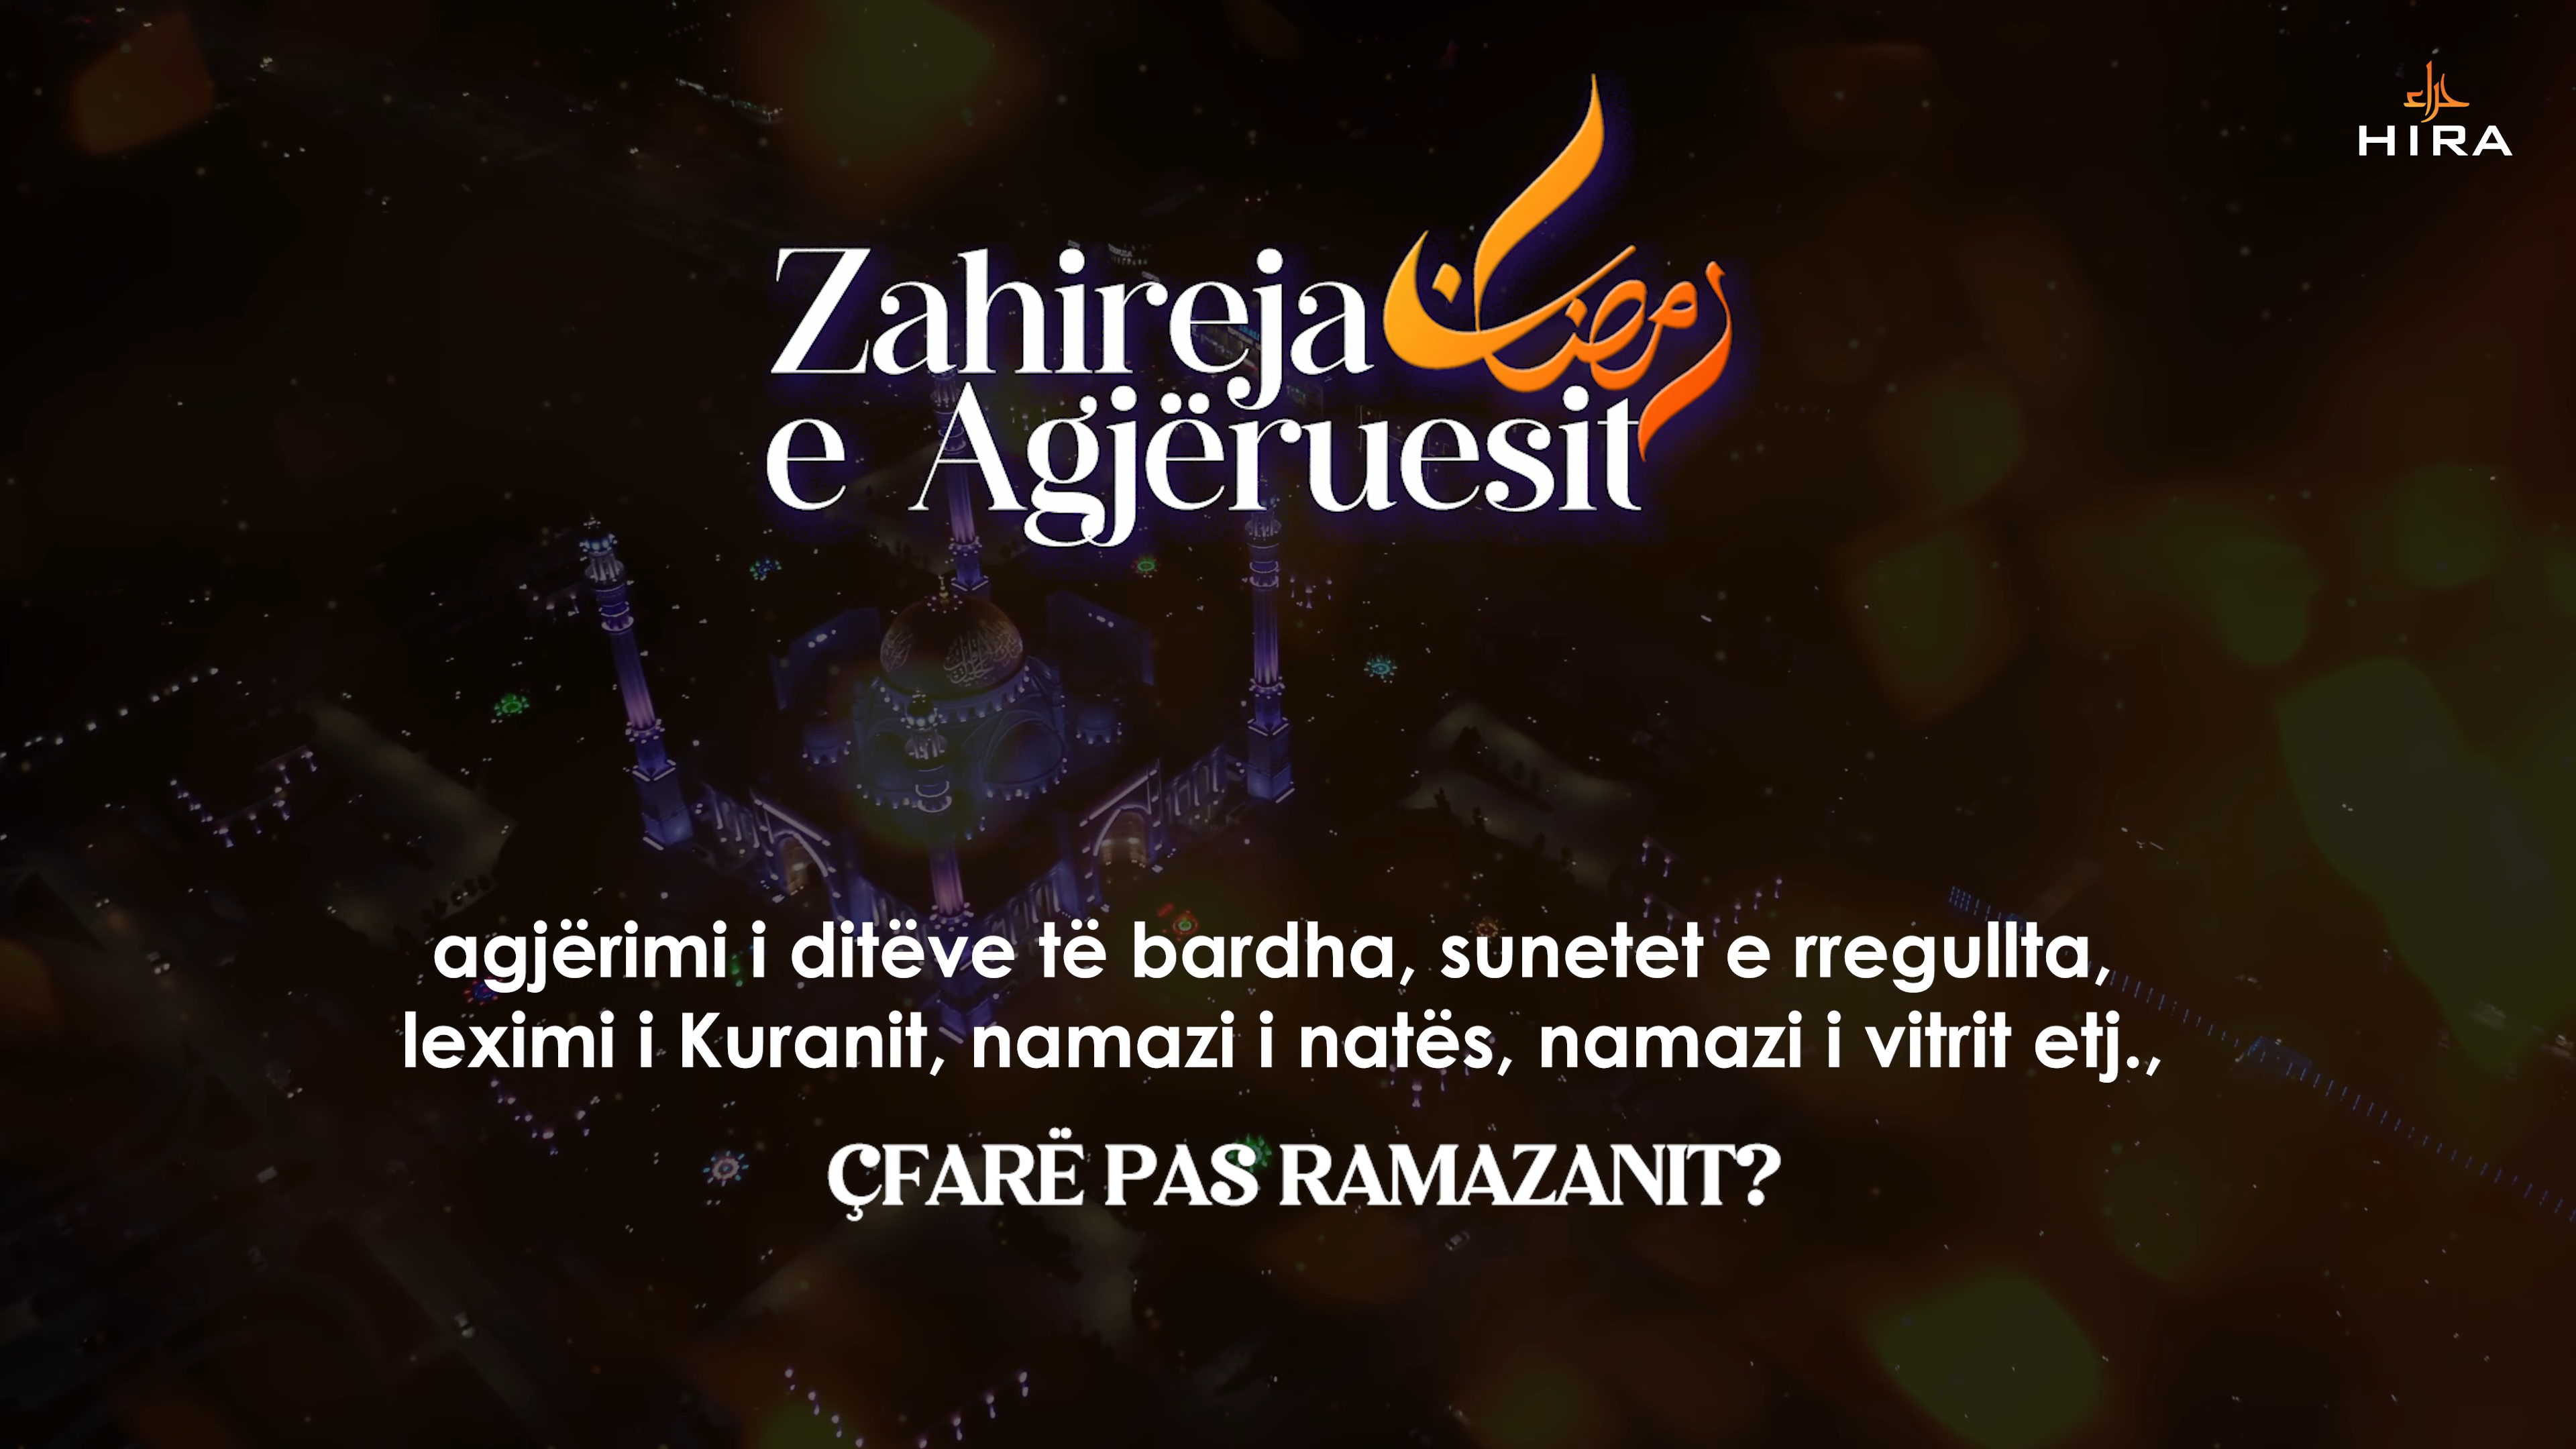 حراء
HIRA
Zahireja رمضان
e Agjëruesit
agjërimi i ditëve të bardha, sunetet e rregullta,
leximi i Kuranit, namazi i natës, namazi i vitrit etj.,
ÇFARË PAS RAMAZANIT?